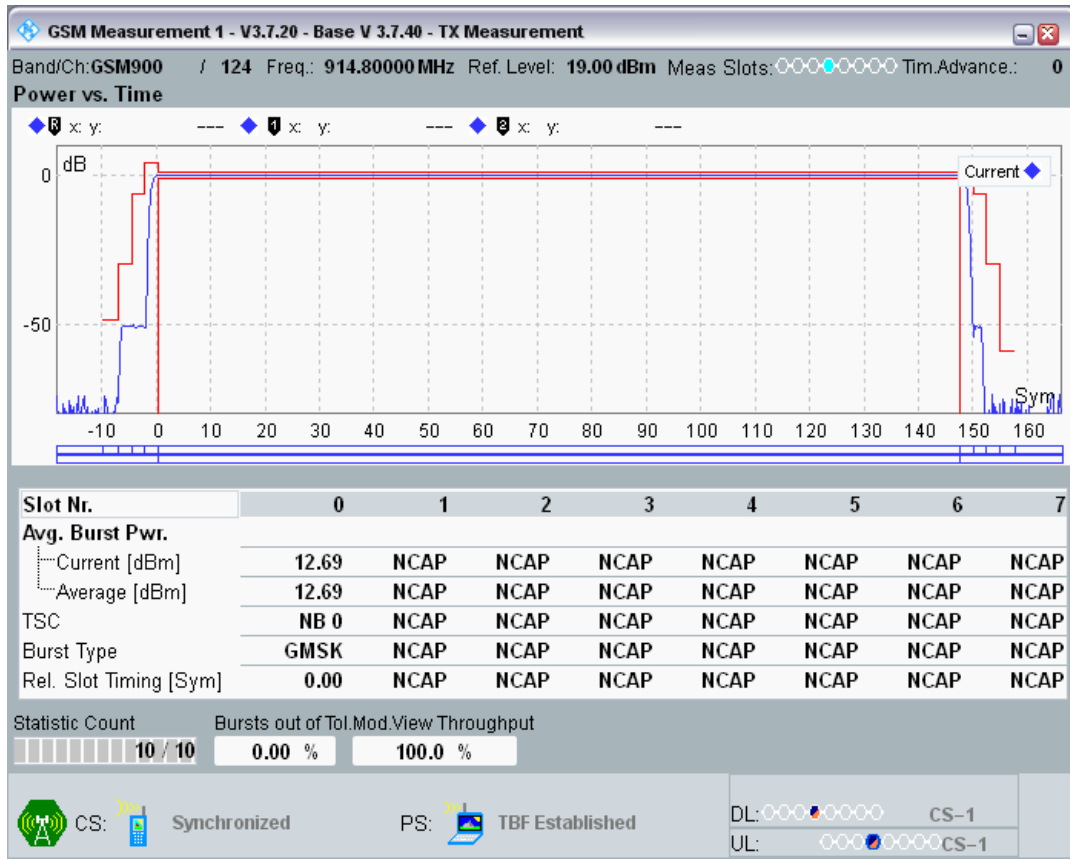 GSM Measurement 1 - V3.7.20 - Base V 3.7.40 - TX Measurement
Band/Ch:GSM900 / 124 Freq.: 914.80000 MHz Ref. Level: 19.00 dBm Meas Slots: Tim.Advance.: 0
Power vs. Time
R x: y: --- 1 x: y: --- 2 x: y: ---
dB
Current
0
-50
Sym
-10 0 10 20 30 40 50 60 70 80 90 100 110 120 130 140 150 160
Slot Nr. 0 1 2 3 4 5 6 7
Avg. Burst Pwr.
Current [dBm] 12.69 NCAP NCAP NCAP NCAP NCAP NCAP NCAP
Average [dBm] 12.69 NCAP NCAP NCAP NCAP NCAP NCAP NCAP
TSC NB 0 NCAP NCAP NCAP NCAP NCAP NCAP NCAP
Burst Type GMSK NCAP NCAP NCAP NCAP NCAP NCAP NCAP
Rel. Slot Timing [Sym] 0.00 NCAP NCAP NCAP NCAP NCAP NCAP NCAP
Statistic Count Bursts out of Tol.Mod.View Throughput
10 / 10 0.00 % 100.0 %
CS: Synchronized PS: TBF Established DL: CS-1
UL: CS-1